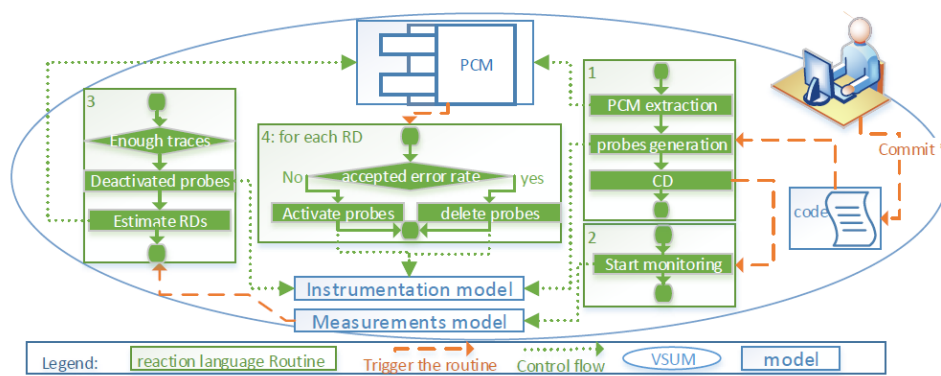 PCM
1
PCM extraction
probes generation
CD
2
Start monitoring
3
Enough traces
Deactivated probes
Estimate RDs
4: for each RD
accepted error rate
No
yes
Activate probes
delete probes
Instrumentation model
Measurements model
Commit
code
Legend:
reaction language Routine
Trigger the routine
Control flow
VSUM
model